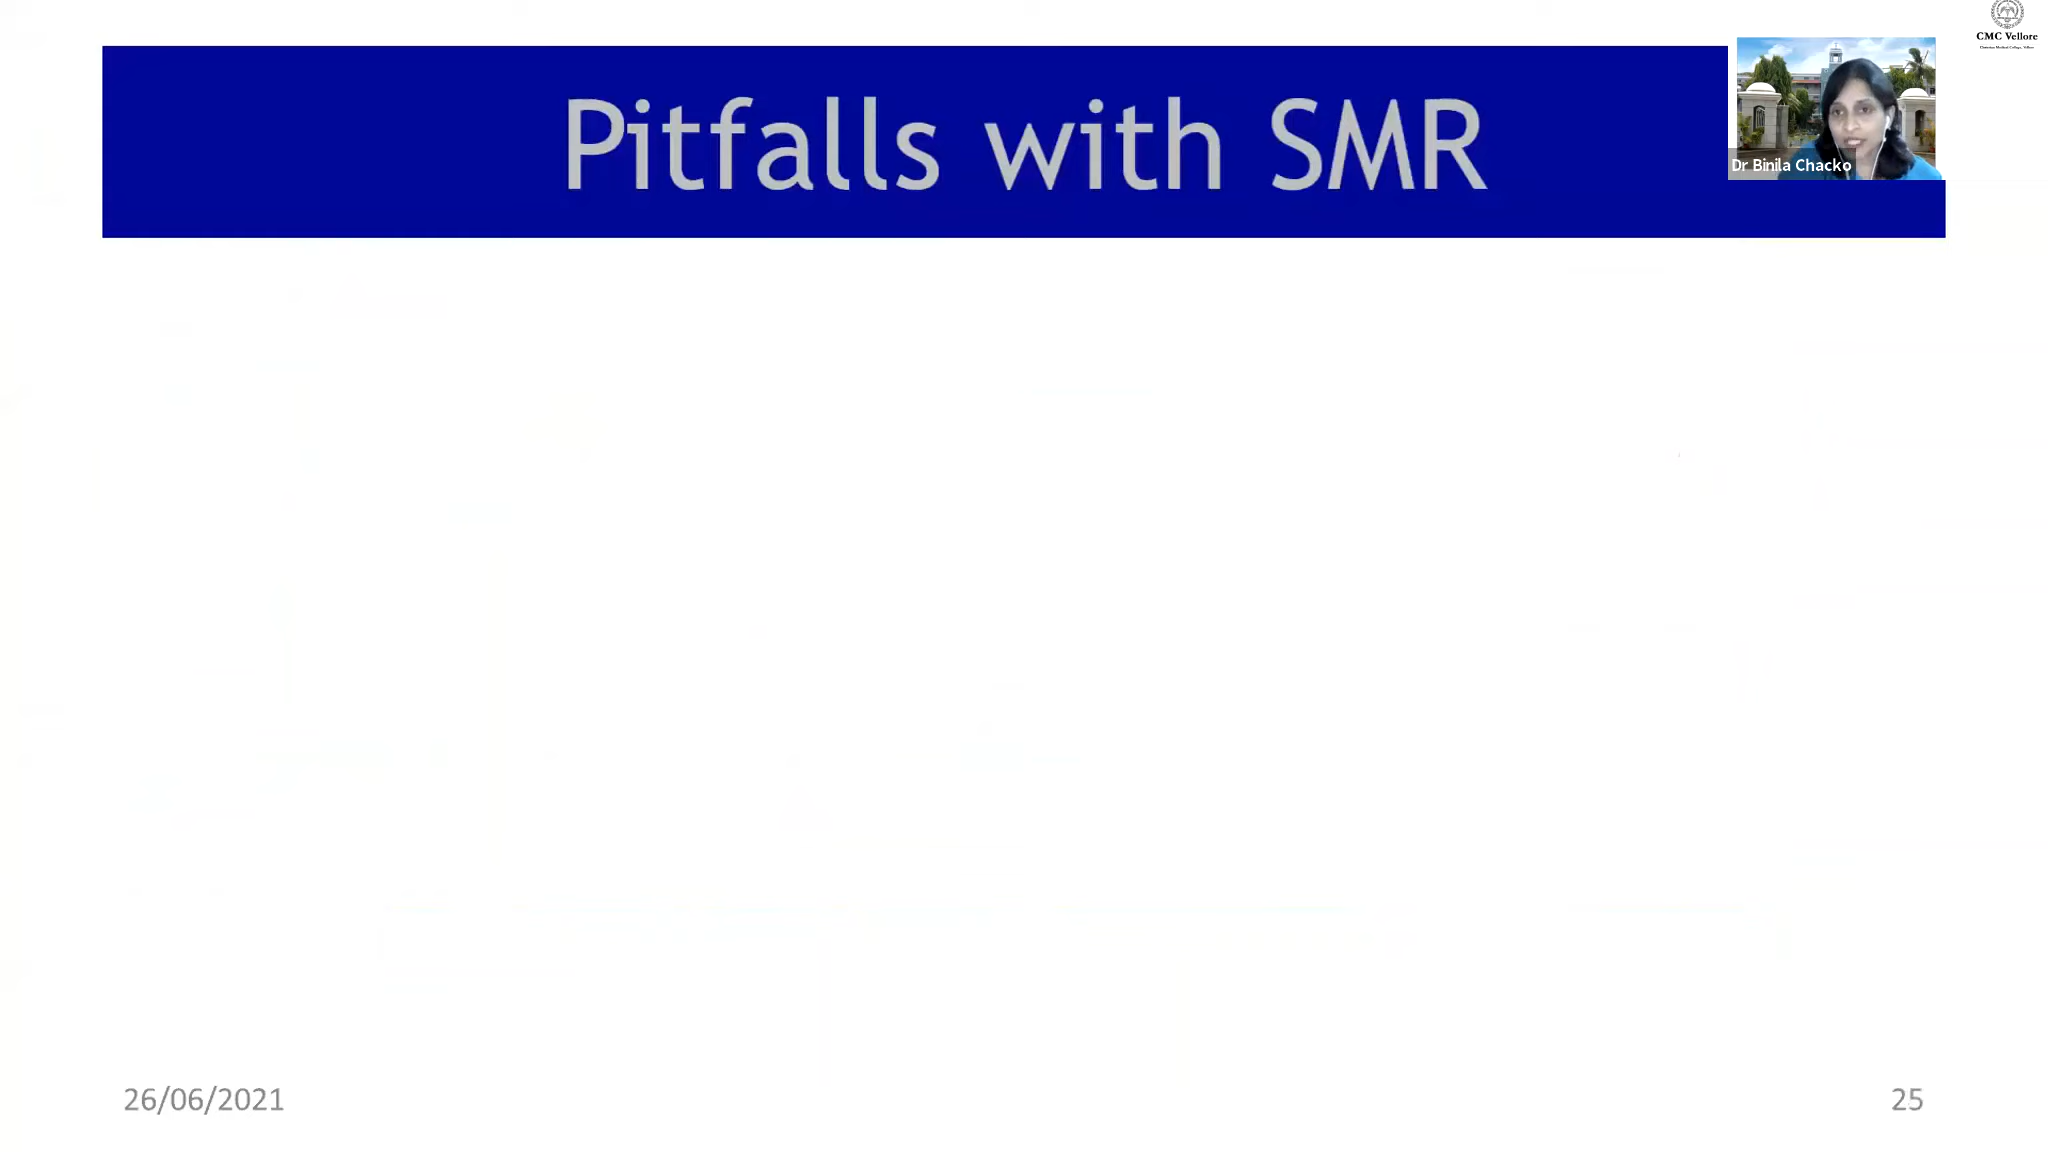 CMC Vellore
Pitfalls with SMR
Dr Binila Chacko
26/06/2021
25